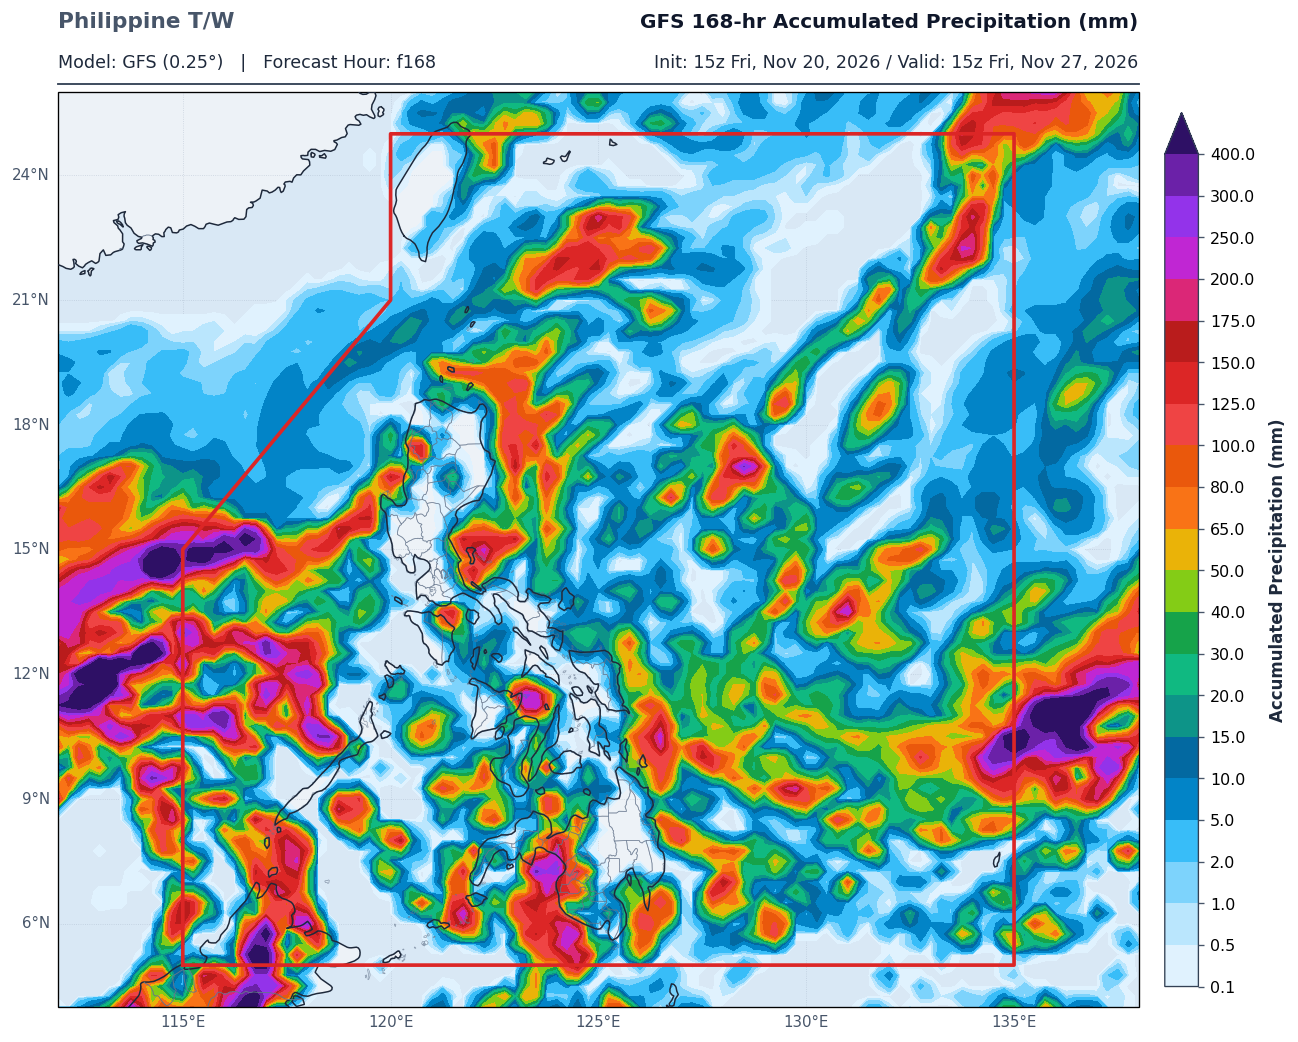 Philippine T/W
GFS 168-hr Accumulated Precipitation (mm)
Model: GFS (0.25°)   |   Forecast Hour: f168
Init: 15z Fri, Nov 20, 2026 / Valid: 15z Fri, Nov 27, 2026
24°N
21°N
18°N
15°N
12°N
9°N
6°N
115°E
120°E
125°E
130°E
135°E
400.0
300.0
250.0
200.0
175.0
150.0
125.0
100.0
80.0
65.0
50.0
40.0
30.0
20.0
15.0
10.0
5.0
2.0
1.0
0.5
0.1
Accumulated Precipitation (mm)